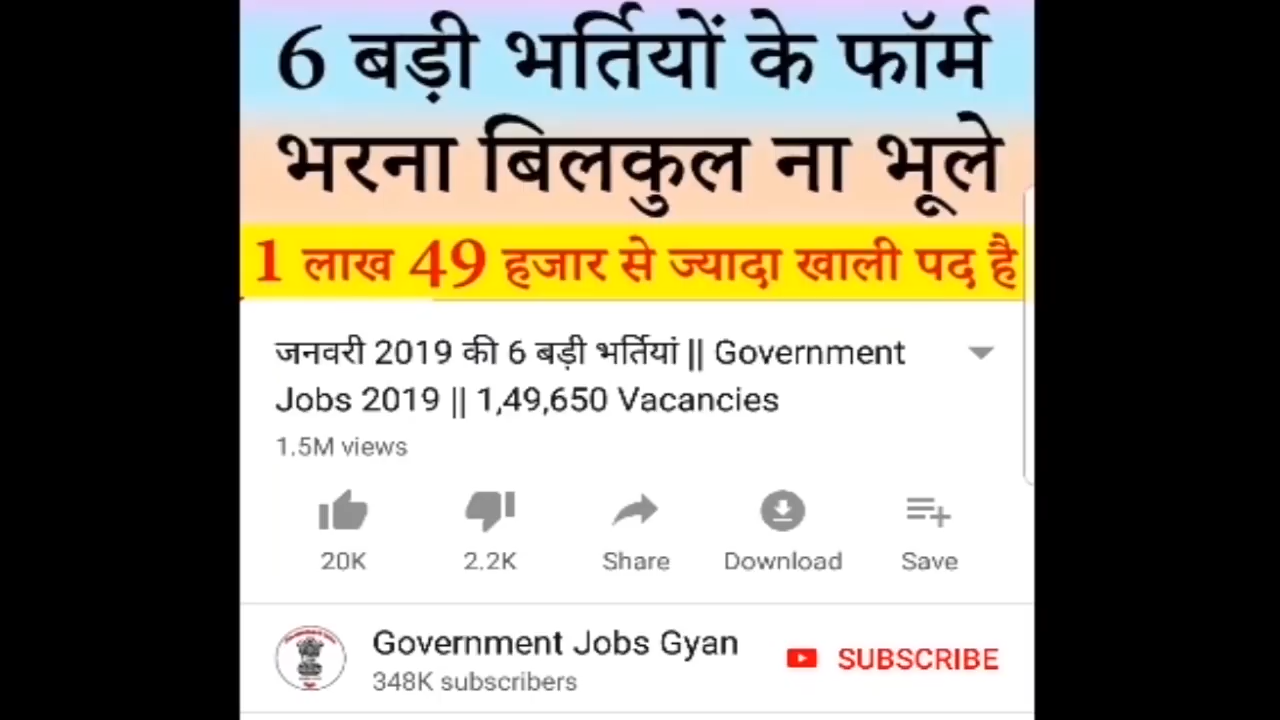 6 बड़ी भर्तियों के फॉर्म
भरना बिलकुल ना भूले
1 लाख 49 हजार से ज्यादा खाली पद है
जनवरी 2019 की 6 बड़ी भर्तियां || Government
Jobs 2019 || 1,49,650 Vacancies
1.5M views
20K 2.2K Share Download Save
Government Jobs Gyan
SUBSCRIBE
348K subscribers